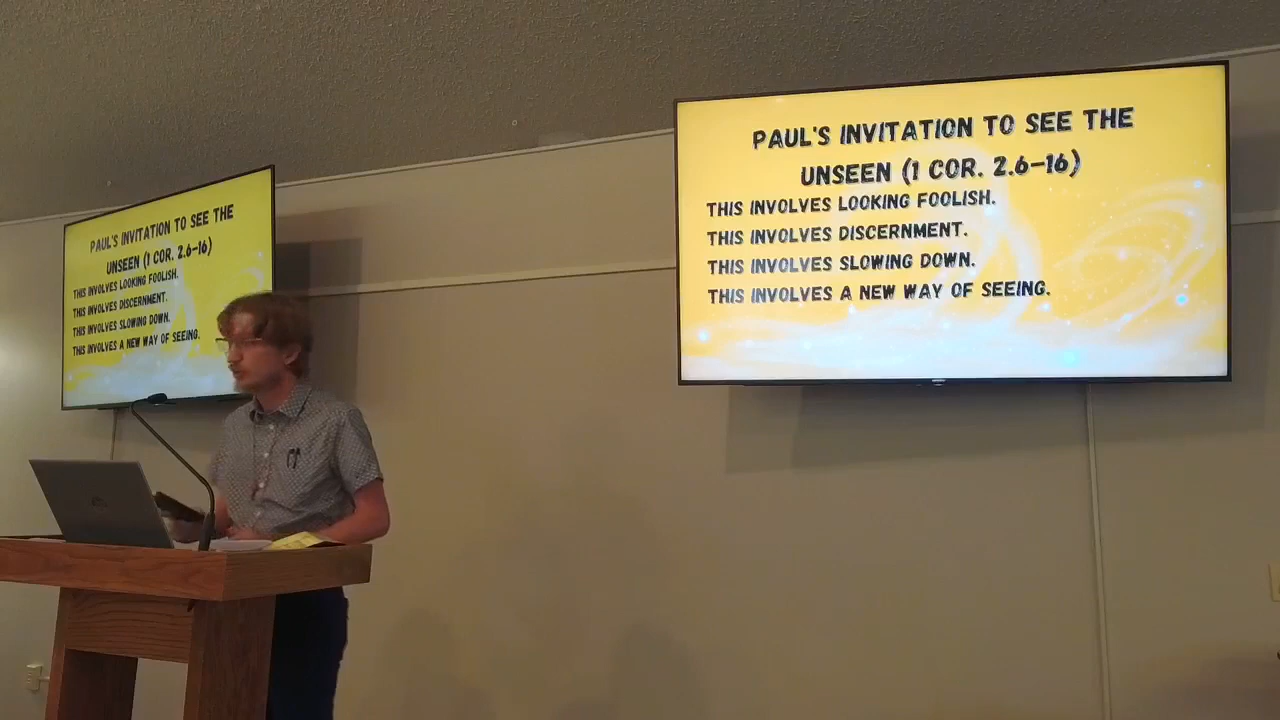 PAUL'S INVITATION TO SEE THE
UNSEEN (1 COR. 2.6-16)
THIS INVOLVES LOOKING FOOLISH.
THIS INVOLVES DISCERNMENT.
THIS INVOLVES SLOWING DOWN.
THIS INVOLVES A NEW WAY OF SEEING.
PAUL'S INVITATION TO SEE THE
UNSEEN (1 COR. 2.6-16)
THIS INVOLVES LOOKING FOOLISH.
THIS INVOLVES DISCERNMENT.
THIS INVOLVES SLOWING DOWN.
THIS INVOLVES A NEW WAY OF SEEING.